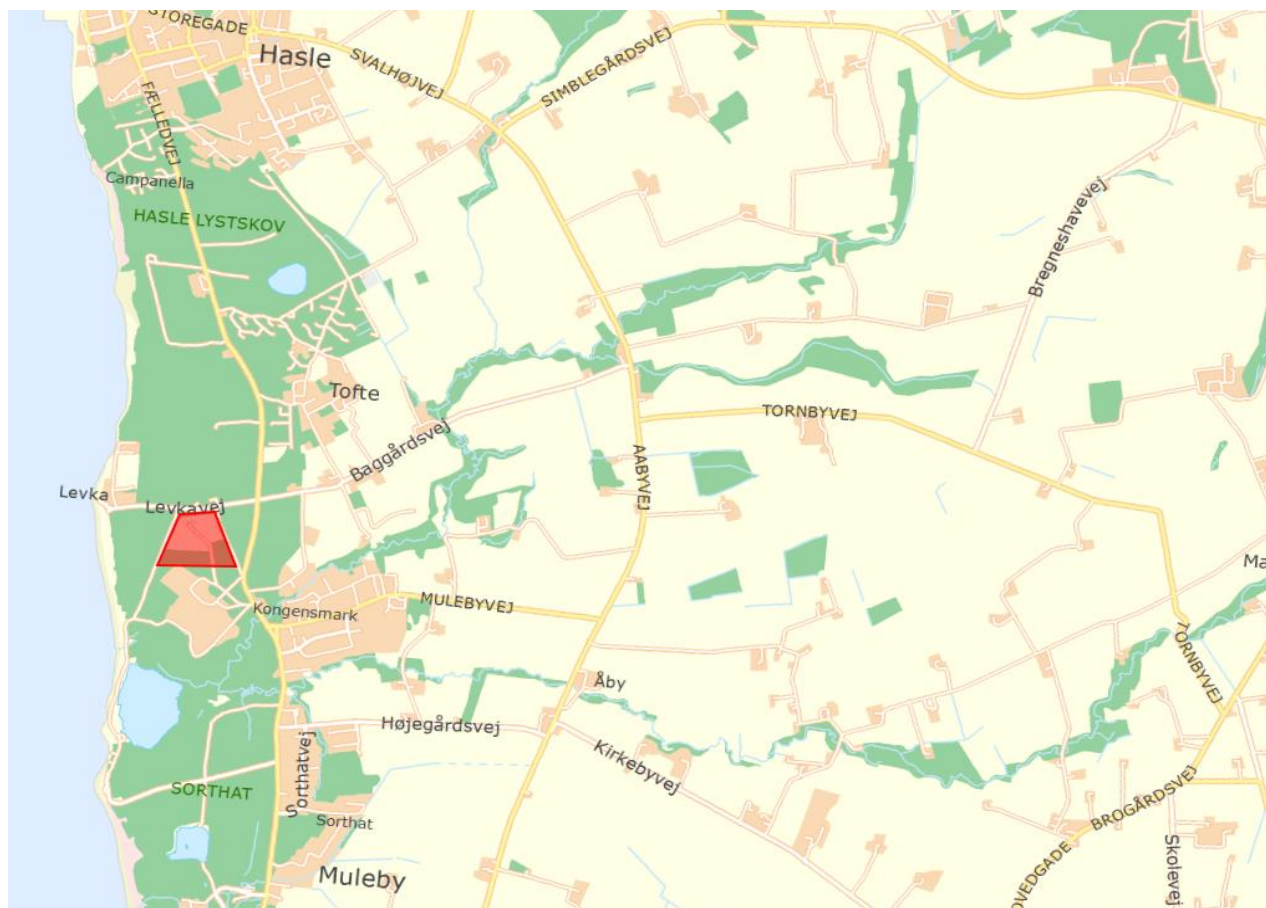 STOREGADE
Hasle
SVALHØJVEJ
SIMBLEGÅRDSVEJ
FÆLLEDVEJ
Campanella
HASLE LYSTSKOV
Bregneshavevej
Tofte
TORNBYVEJ
Baggårdsvej
AABYVEJ
Levka
Levkavej
Kongensmark
MULEBYVEJ
Ma
TORNBYVEJ
Åby
Højegårdsvej
Kirkebyvej
Sorthatvej
SORTHAT
Sorthat
BROGÅRDSVEJ
Muleby
OVEDGADE
Skolevej